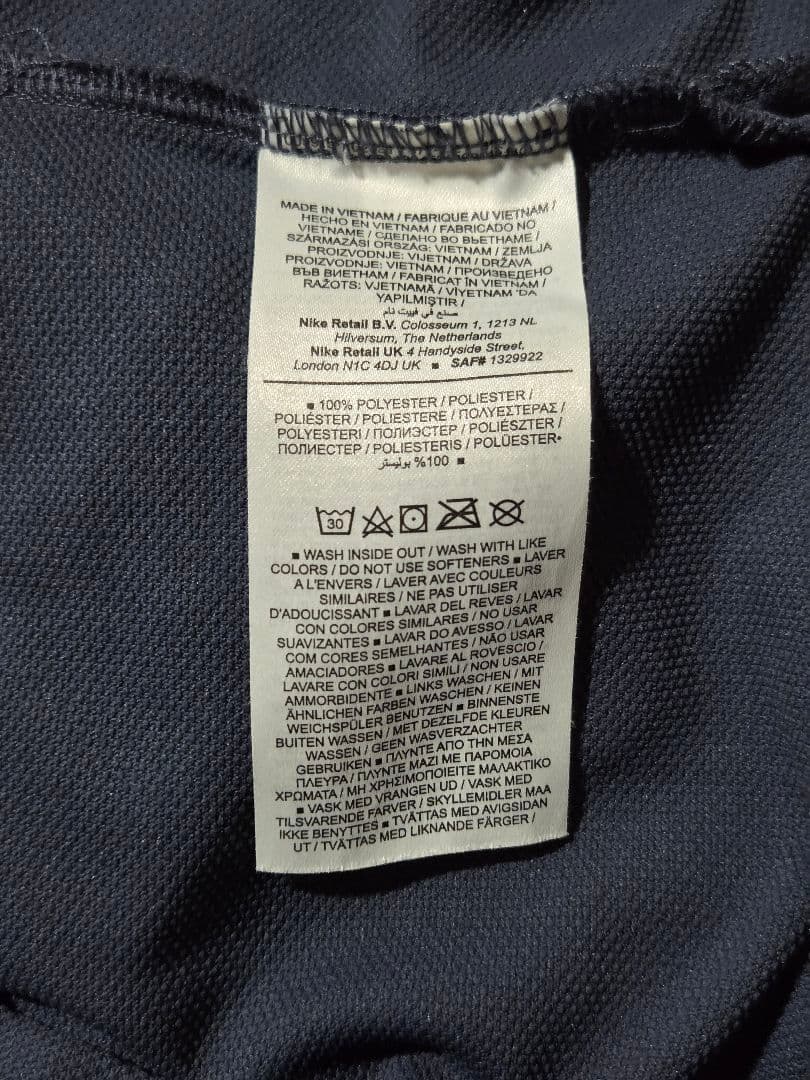 MADE IN VIETNAM / FABRIQUE AU VIETNAM /
HECHO EN VIETNAM / FABRICADO NO
VIETNAME / СДЕЛАНО ВО ВЬЕТНАМЕ /
SZÁRMAZÁSI ORSZÁG: VIETNAM / ZEMLJA
PROIZVODNJE: VIJETNAM / DRŽAVA
PROIZVODNJE: VIETNAM / ПРОИЗВЕДЕНО
ВЪВ ВИЕТНАМ / FABRICAT ÎN VIETNAM /
RAŽOTS: VJETNAMĀ / VİYETNAM 'DA
YAPILMIŞTIR /
صنع في فييت نام
Nike Retail B.V. Colosseum 1, 1213 NL
Hilversum, The Netherlands
Nike Retail UK 4 Handyside Street,
London N1C 4DJ UK ■ SAF# 1329922
■ 100% POLYESTER / POLIESTER /
POLIÉSTER / POLIESTERE / ΠΟΛΥΕΣΤΕΡΑΣ /
POLYESTERI / ПОЛИЭСТЕР / POLIÉSZTER /
ПОЛИЕСТЕР / POLIESTERIS / POLÜESTER•
100% بوليستر ■
30
■ WASH INSIDE OUT / WASH WITH LIKE
COLORS / DO NOT USE SOFTENERS ■ LAVER
A L'ENVERS / LAVER AVEC COULEURS
SIMILAIRES / NE PAS UTILISER
D'ADOUCISSANT ■ LAVAR DEL REVES / LAVAR
CON COLORES SIMILARES / NO USAR
SUAVIZANTES ■ LAVAR DO AVESSO / LAVAR
COM CORES SEMELHANTES / NÃO USAR
AMACIADORES ■ LAVARE AL ROVESCIO /
LAVARE CON COLORI SIMILI / NON USARE
AMMORBIDENTE ■ LINKS WASCHEN / MIT
ÄHNLICHEN FARBEN WASCHEN / KEINEN
WEICHSPÜLER BENUTZEN ■ BINNENSTE
BUITEN WASSEN / MET DEZELFDE KLEUREN
WASSEN / GEEN WASVERZACHTER
GEBRUIKEN ■ ΠΛΥΝΤΕ ΑΠΟ ΤΗΝ ΜΕΣΑ
ΠΛΕΥΡΑ / ΠΛΥΝΤΕ ΜΑΖΙ ΜΕ ΠΑΡΟΜΟΙΑ
ΧΡΩΜΑΤΑ / ΜΗ ΧΡΗΣΙΜΟΠΟΙΕΙΤΕ ΜΑΛΑΚΤΙΚΟ
■ VASK MED VRANGEN UD / VASK MED
TILSVARENDE FARVER / SKYLLEMIDLER MAA
IKKE BENYTTES ■ TVÄTTAS MED AVIGSIDAN
UT / TVÄTTAS MED LIKNANDE FÄRGER /